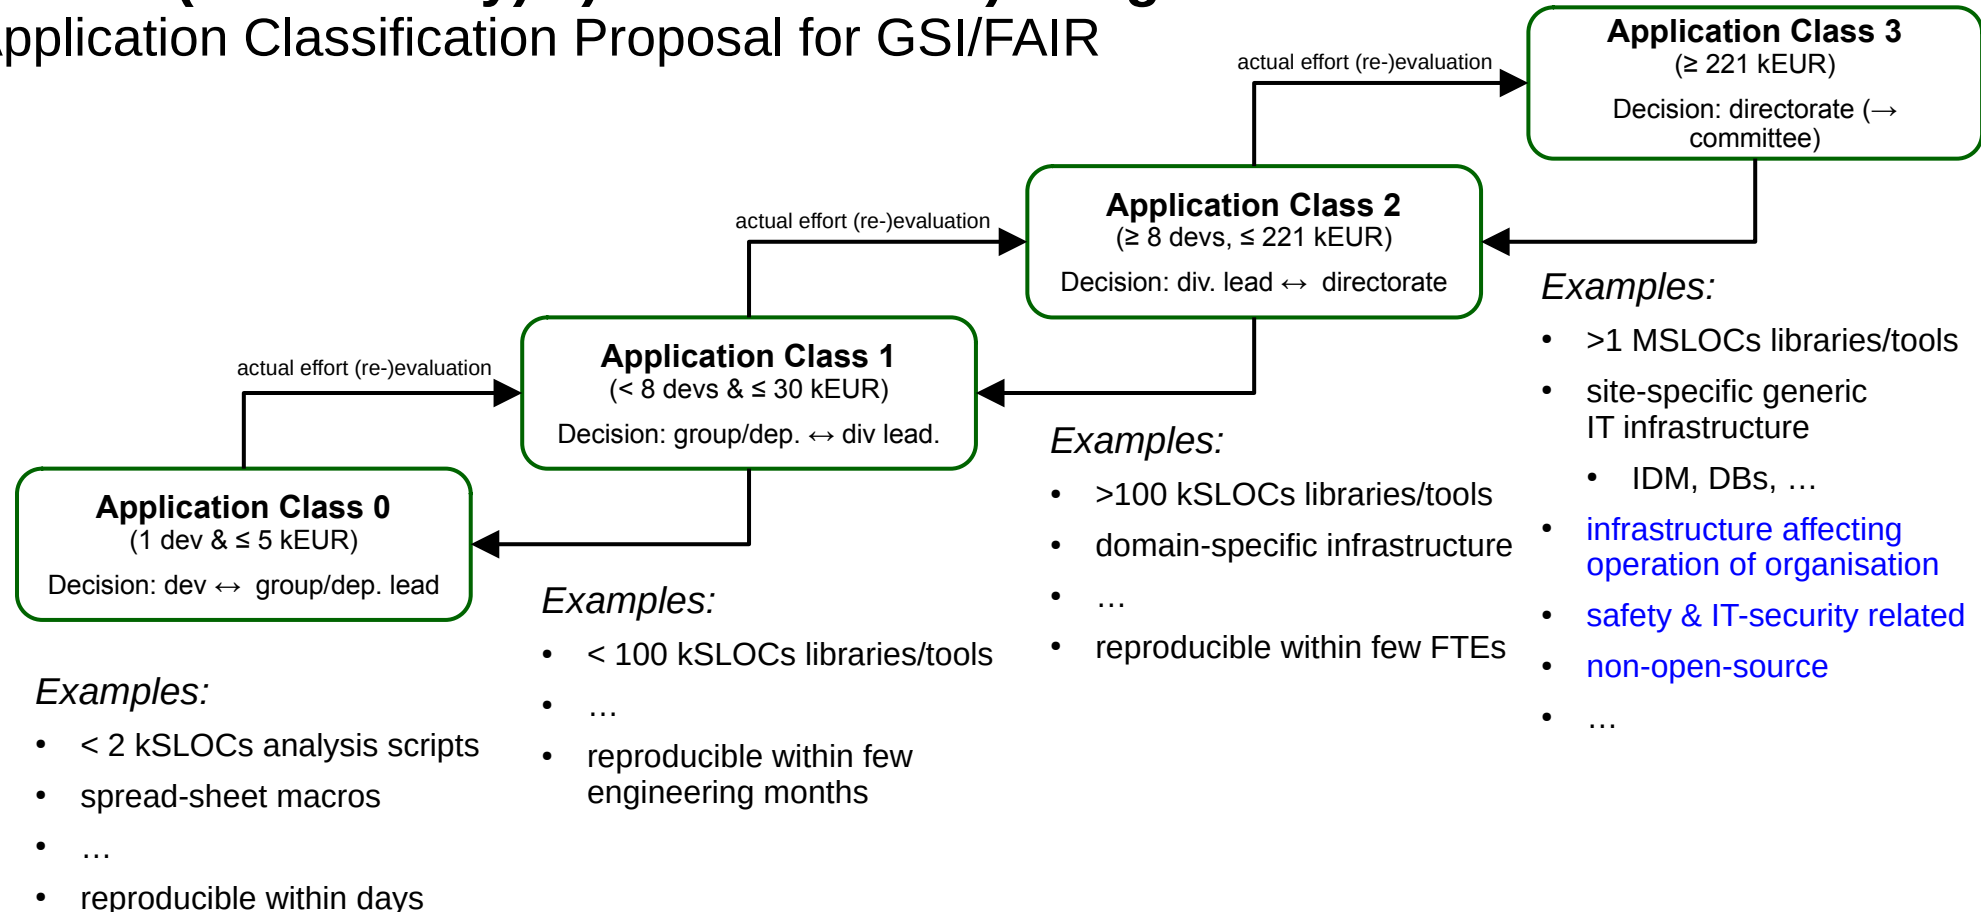 Application Classification Proposal for GSI/FAIR
Application Class 3
(≥ 221 kEUR)
Decision: directorate (→
committee)
actual effort (re-)evaluation
Application Class 2
(≥ 8 devs, ≤ 221 kEUR)
Decision: div. lead ↔ directorate
actual effort (re-)evaluation
Application Class 1
(< 8 devs & ≤ 30 kEUR)
Decision: group/dep. ↔ div lead.
actual effort (re-)evaluation
Application Class 0
(1 dev & ≤ 5 kEUR)
Decision: dev ↔ group/dep. lead
Examples:
• < 2 kSLOCs analysis scripts
• spread-sheet macros
• …
• reproducible within days
Examples:
• < 100 kSLOCs libraries/tools
• …
• reproducible within few
engineering months
Examples:
• >100 kSLOCs libraries/tools
• domain-specific infrastructure
• …
• reproducible within few FTEs
Examples:
• >1 MSLOCs libraries/tools
• site-specific generic
IT infrastructure
• IDM, DBs, …
• infrastructure affecting
operation of organisation
• safety & IT-security related
• non-open-source
• …